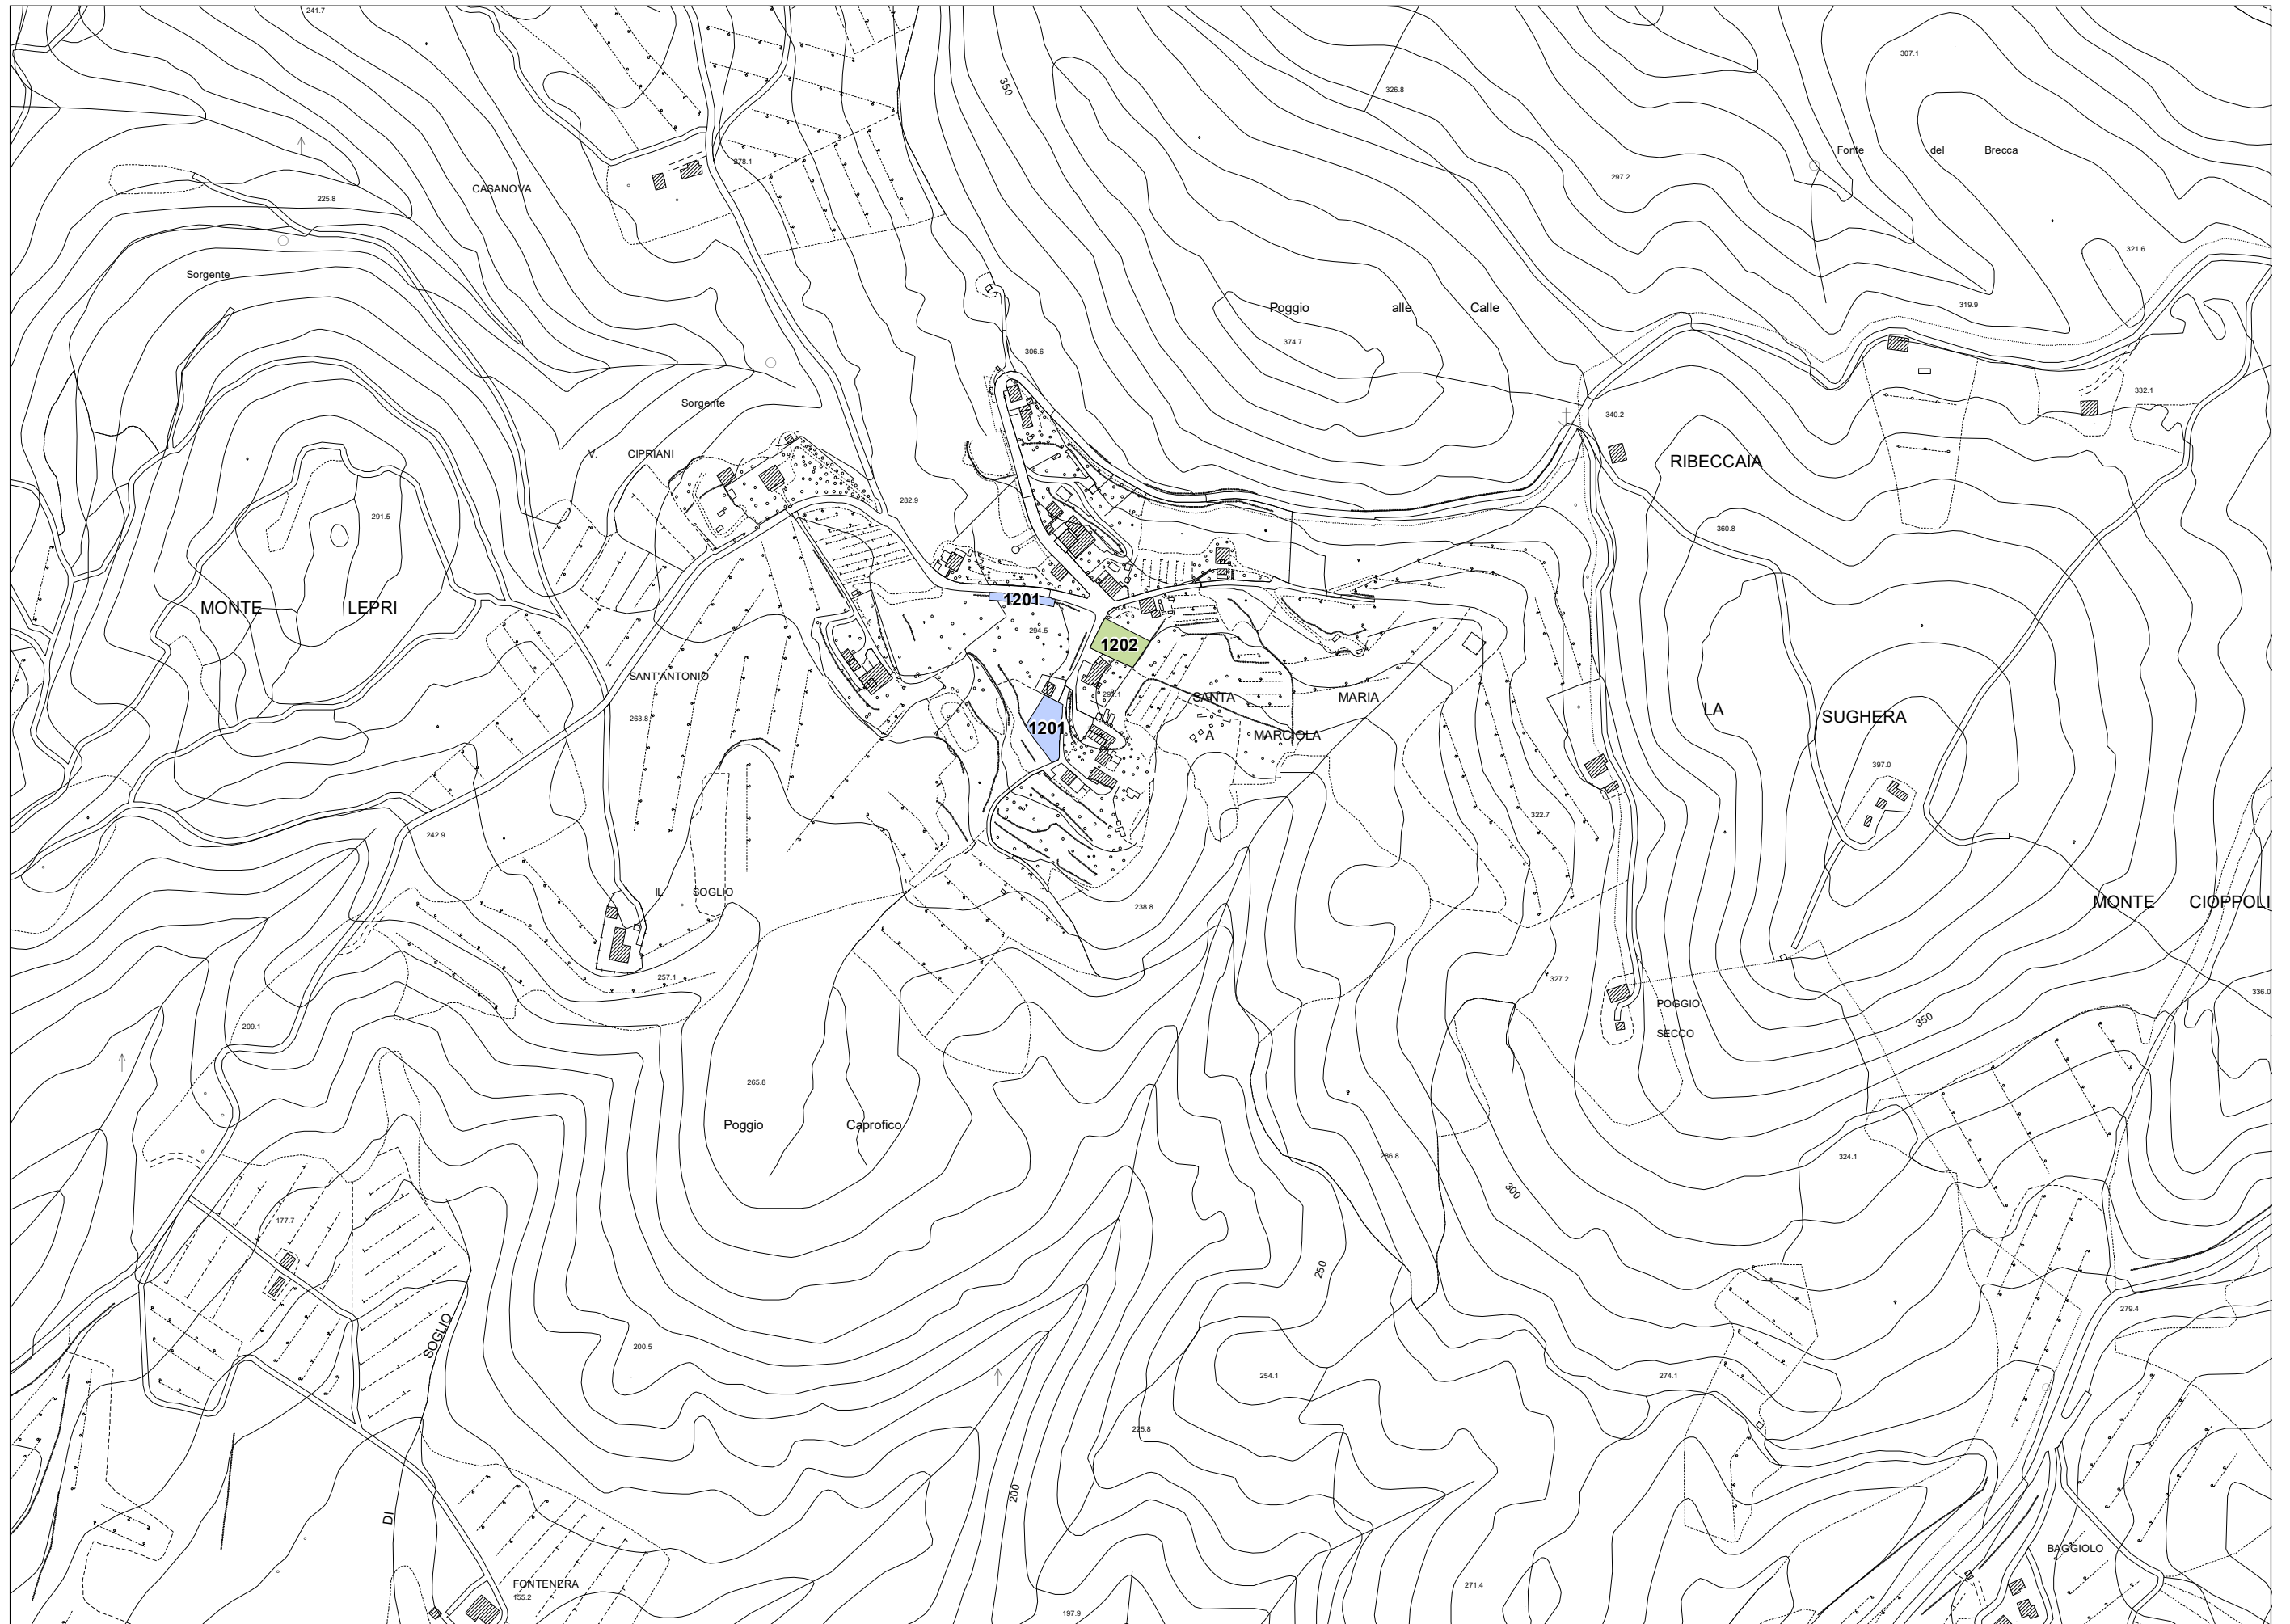 241.7
307.1
350
326.8
Fonte del Brecca
278.1
297.2
CASANOVA
225.8
321.6
Sorgente
319.9
Poggio alle Calle
374.7
306.6
332.1
Sorgente
340.2
V. CIPRIANI
RIBECCAIA
282.9
291.5
360.8
1201
MONTE LEPRI
294.5
1202
SANT'ANTONIO
292.1
SANTA MARIA
263.8
LA SUGHERA
1201
A MARCIOLA
397.0
322.7
242.9
IL SOGLIO
238.8
MONTE CIOPPOLI
257.1
327.2
336.0
POGGIO
SECCO
350
209.1
265.8
Poggio Caprofico
286.8
324.1
300
177.7
250
279.4
SOGLIO
200.5
254.1
274.1
225.8
200
DI
BAGGIOLO
FONTENERA
155.2
271.4
197.9